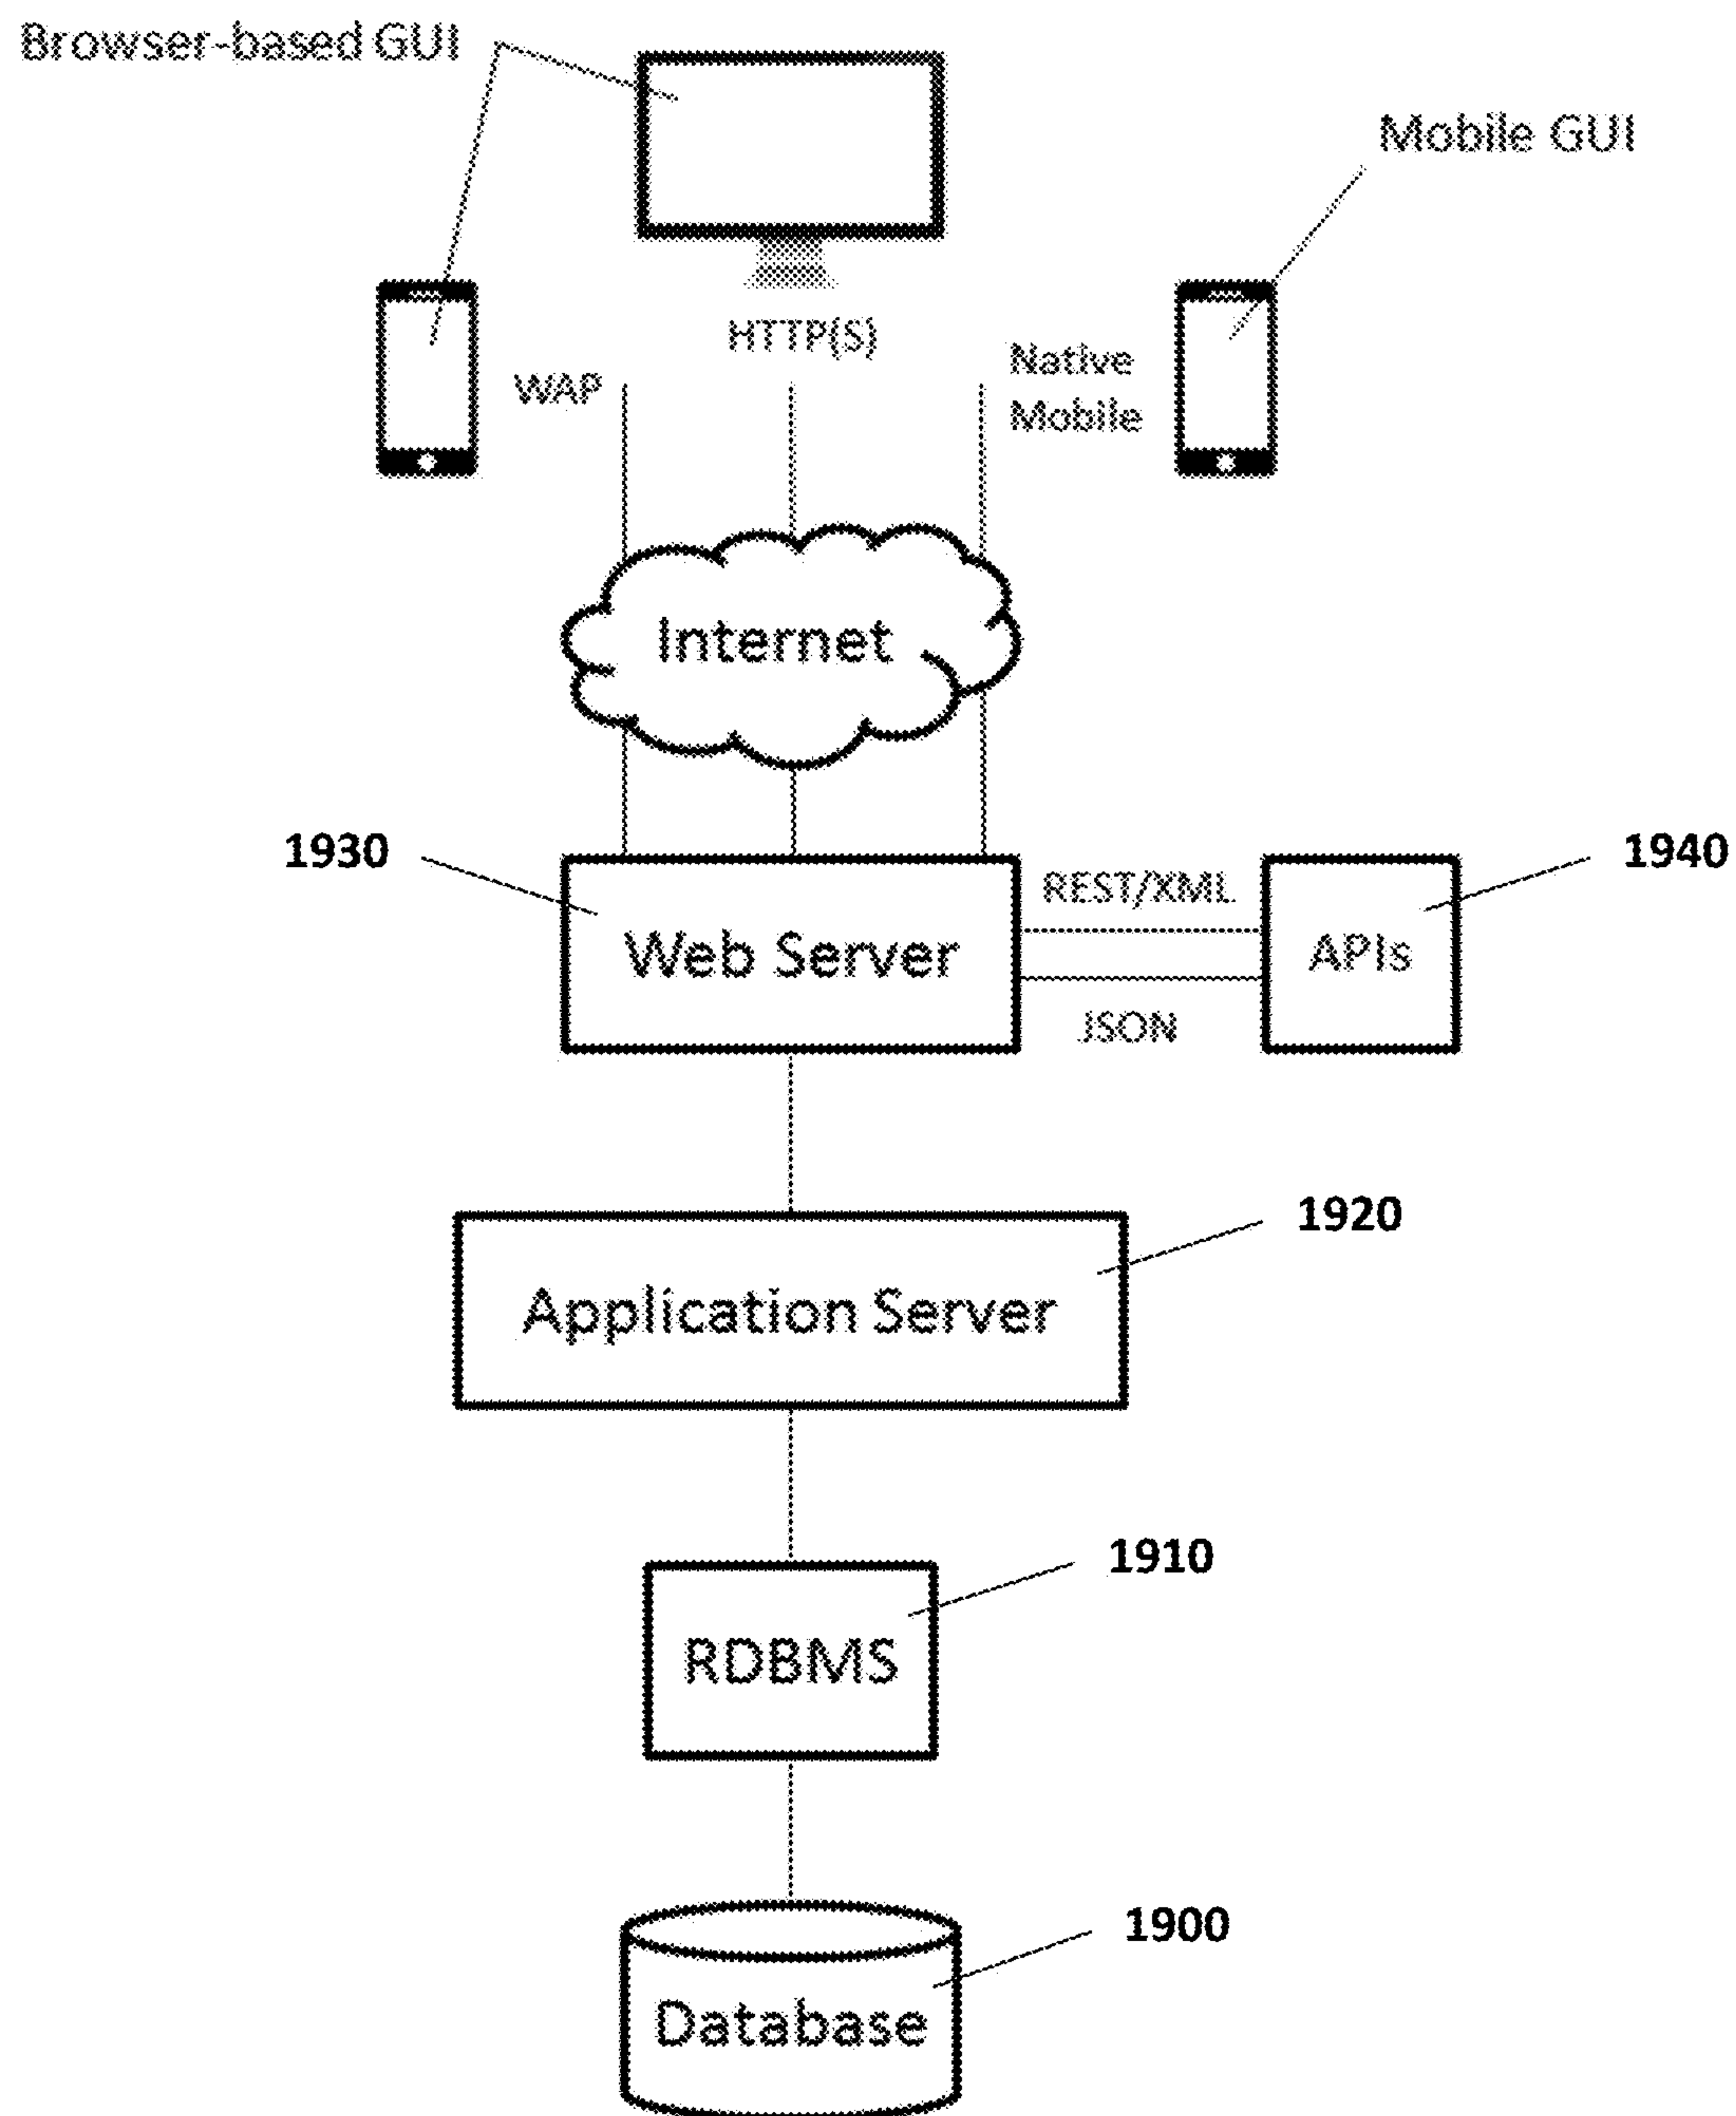 Browser-based GUI
Mobile GUI
HTTP(S)
WAP
Native
Mobile
Internet
1930
1940
REST/XML
Web Server
APIs
JSON
1920
Application Server
1910
RDBMS
1900
Database